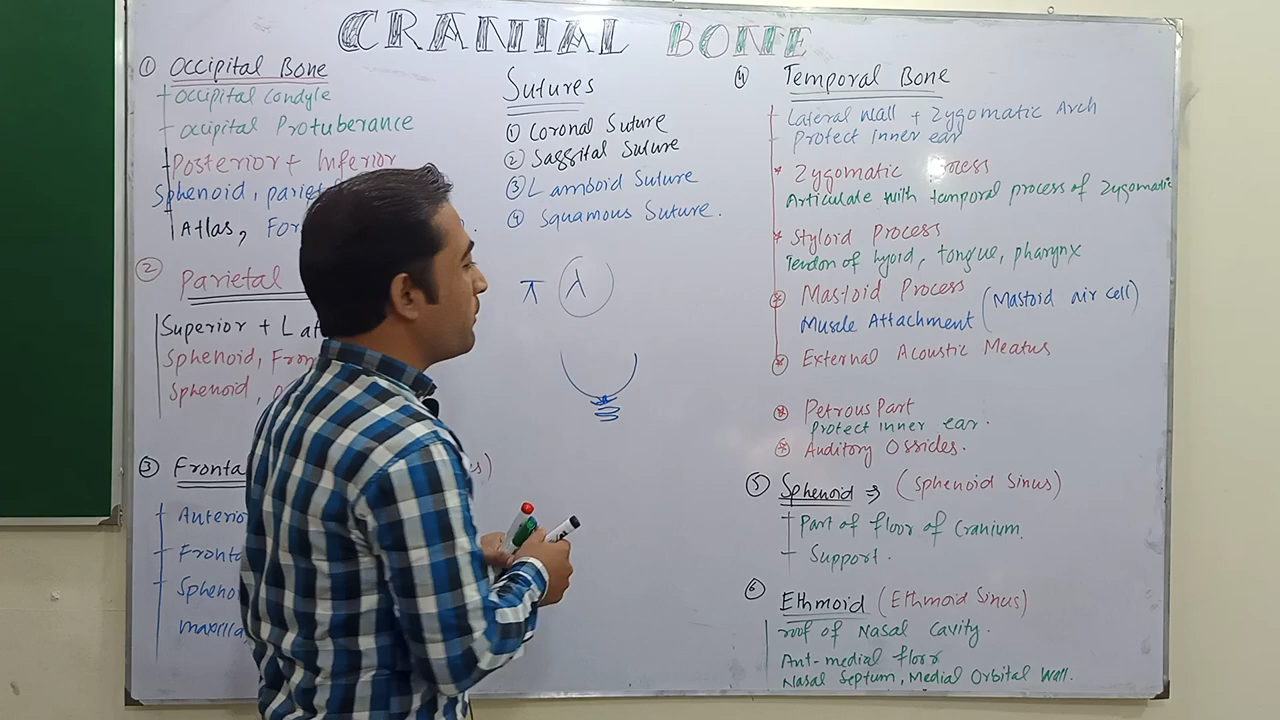 CRANIAL BONE
① Occipital Bone
Occipital Condyle
Occipital Protuberance
Posterior + Inferior
Sphenoid, pariet
Atlas, For
②
Parietal
Superior + Lat
Sphenoid, Fron
Sphenoid,
③ Fronta
s)
Anterio
Fronta
Spheno
maxilla
Sutures
① Coronal Suture
② Saggital Suture
③ Lamboid Suture
④ Squamous Suture.
π λ
④ Temporal Bone
Lateral wall + Zygomatic Arch
Protect inner ear
* Zygomatic Process
Articulate with tamporal process of Zygomatic
* Styloid Process
Tendon of hyoid, tongue, pharynx
* Mastoid Process
Muscle Attachment (Mastoid air cell)
* External Acoustic Meatus
* Petrous Part
Protect inner ear.
* Auditory Ossicles.
⑤ Sphenoid ⇒ (Sphenoid Sinus)
Part of floor of Cranium.
Support.
⑥ Ethmoid (Ethmoid Sinus)
roof of Nasal Cavity.
Ant-medial floor
Nasal Septum, Medial Orbital Wall.